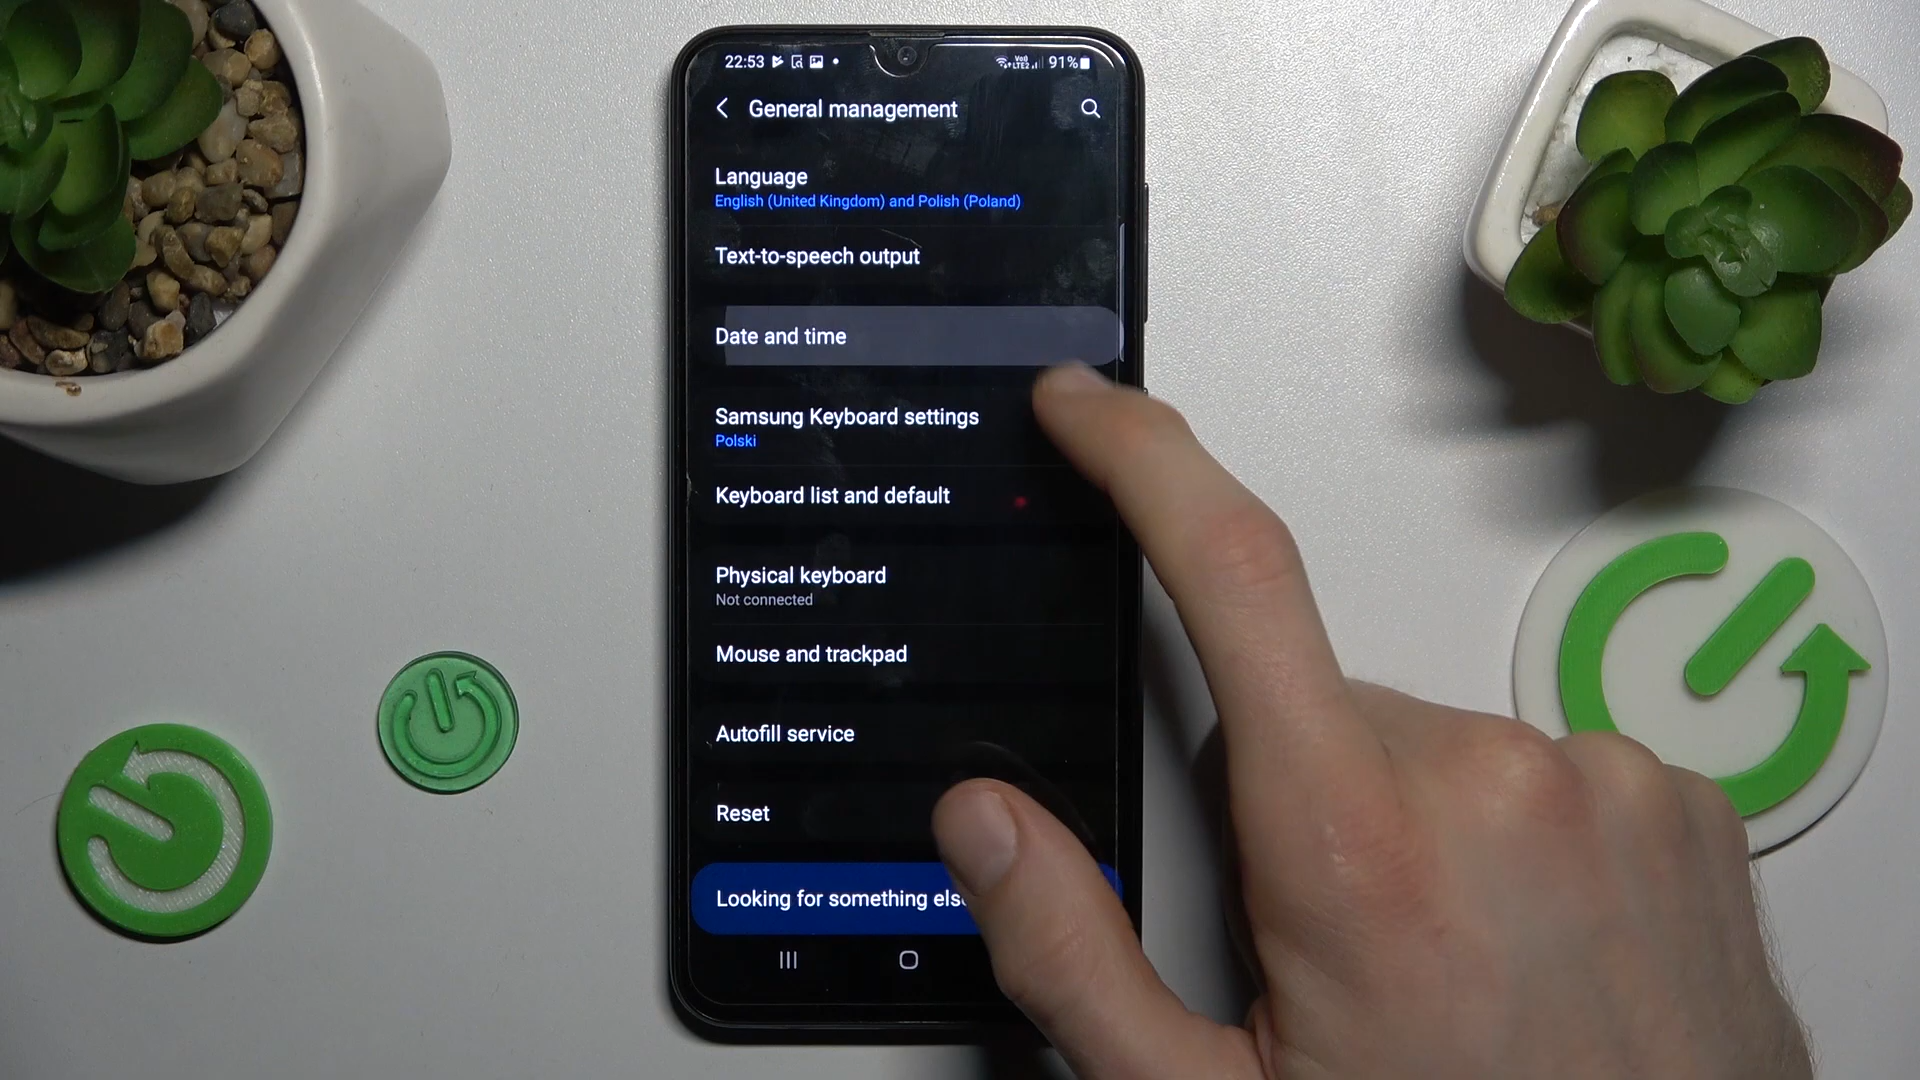 22:53 91%
General management
Language
English (United Kingdom) and Polish (Poland)
Text-to-speech output
Date and time
Samsung Keyboard settings
Polski
Keyboard list and default
Physical keyboard
Not connected
Mouse and trackpad
Autofill service
Reset
Looking for something else